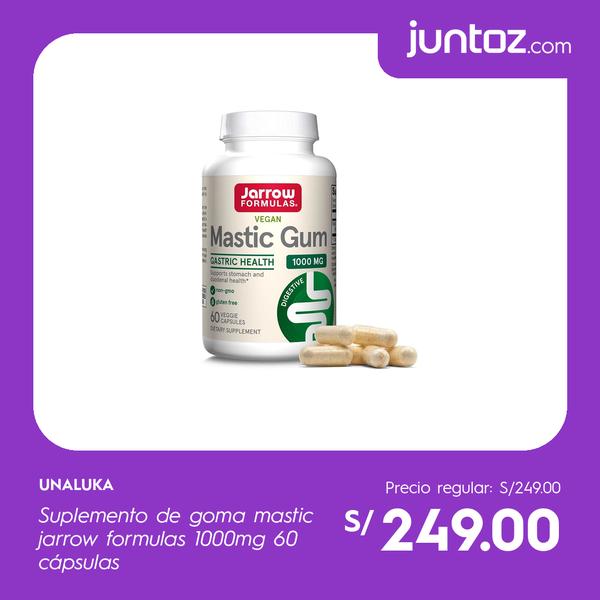 juntoz.com
Jarrow
FORMULAS®
VEGAN
Mastic Gum
GASTRIC HEALTH
1000 MG
Supports stomach and
duodenal health*
non-gmo
gluten free
DIGESTIVE
60 VEGGIE
CAPSULES
DIETARY SUPPLEMENT
UNALUKA
Suplemento de goma mastic
jarrow formulas 1000mg 60
cápsulas
Precio regular: S/249.00
S/ 249.00